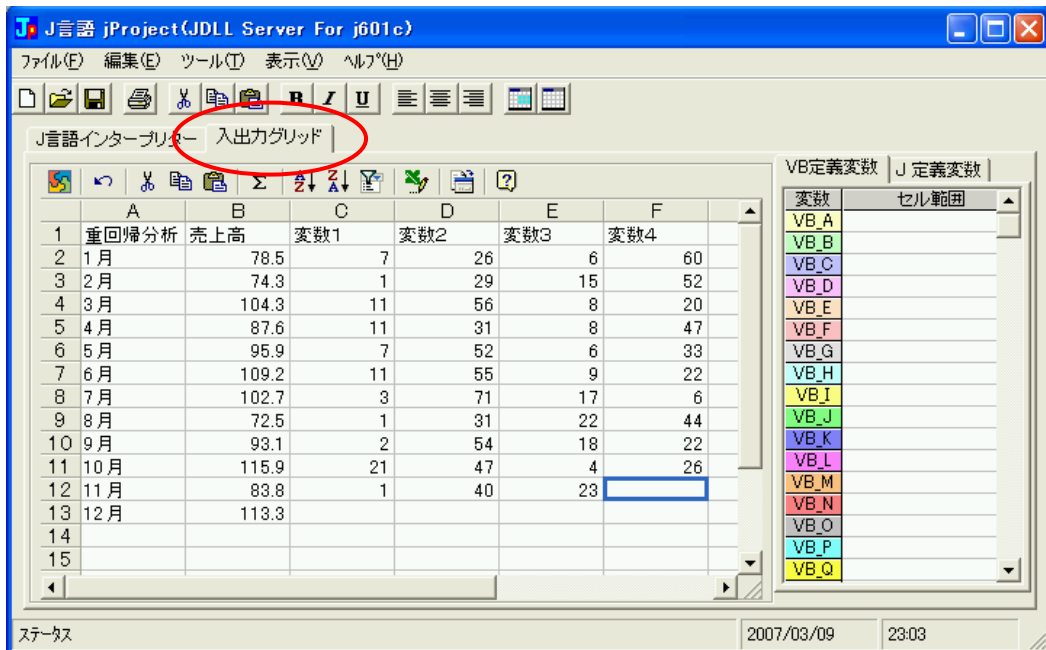 J言語 jProject(JDLL Server For j601c)
ファイル(F) 編集(E) ツール(T) 表示(V) ヘルプ(H)
B I U
J言語インタープリター 入出力グリッド
VB定義変数 J 定義変数
Σ
変数 セル範囲
A B C D E F
1 重回帰分析 売上高 変数1 変数2 変数3 変数4
2 1月 78.5 7 26 6 60
3 2月 74.3 1 29 15 52
4 3月 104.3 11 56 8 20
5 4月 87.6 11 31 8 47
6 5月 95.9 7 52 6 33
7 6月 109.2 11 55 9 22
8 7月 102.7 3 71 17 6
9 8月 72.5 1 31 22 44
10 9月 93.1 2 54 18 22
11 10月 115.9 21 47 4 26
12 11月 83.8 1 40 23
13 12月 113.3
14
15
VB_A
VB_B
VB_C
VB_D
VB_E
VB_F
VB_G
VB_H
VB_I
VB_J
VB_K
VB_L
VB_M
VB_N
VB_O
VB_P
VB_Q
ステータス 2007/03/09 23:03